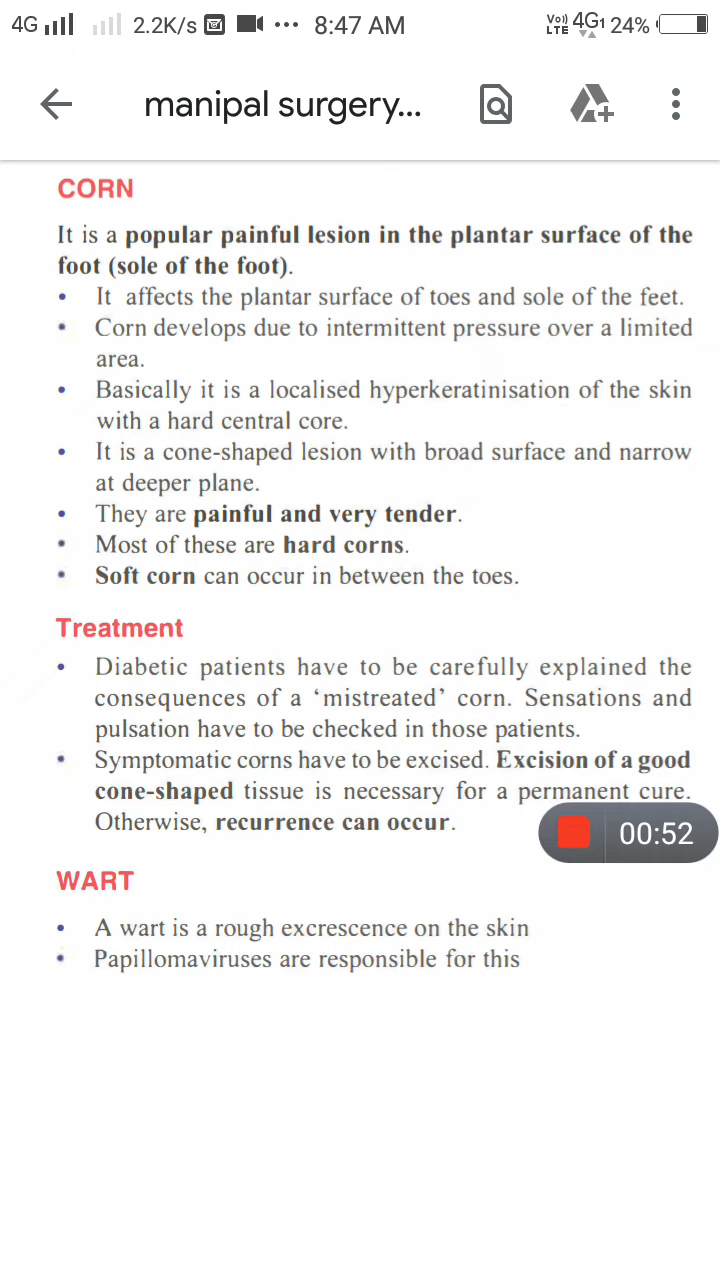 4G 2.2K/s ... 8:47 AM Vo)) LTE 4G1 24%
manipal surgery...
CORN
It is a popular painful lesion in the plantar surface of the
foot (sole of the foot).
• It affects the plantar surface of toes and sole of the feet.
• Corn develops due to intermittent pressure over a limited
area.
• Basically it is a localised hyperkeratinisation of the skin
with a hard central core.
• It is a cone-shaped lesion with broad surface and narrow
at deeper plane.
• They are painful and very tender.
• Most of these are hard corns.
• Soft corn can occur in between the toes.
Treatment
• Diabetic patients have to be carefully explained the
consequences of a ‘mistreated’ corn. Sensations and
pulsation have to be checked in those patients.
• Symptomatic corns have to be excised. Excision of a good
cone-shaped tissue is necessary for a permanent cure.
Otherwise, recurrence can occur.
00:52
WART
• A wart is a rough excrescence on the skin
• Papillomaviruses are responsible for this